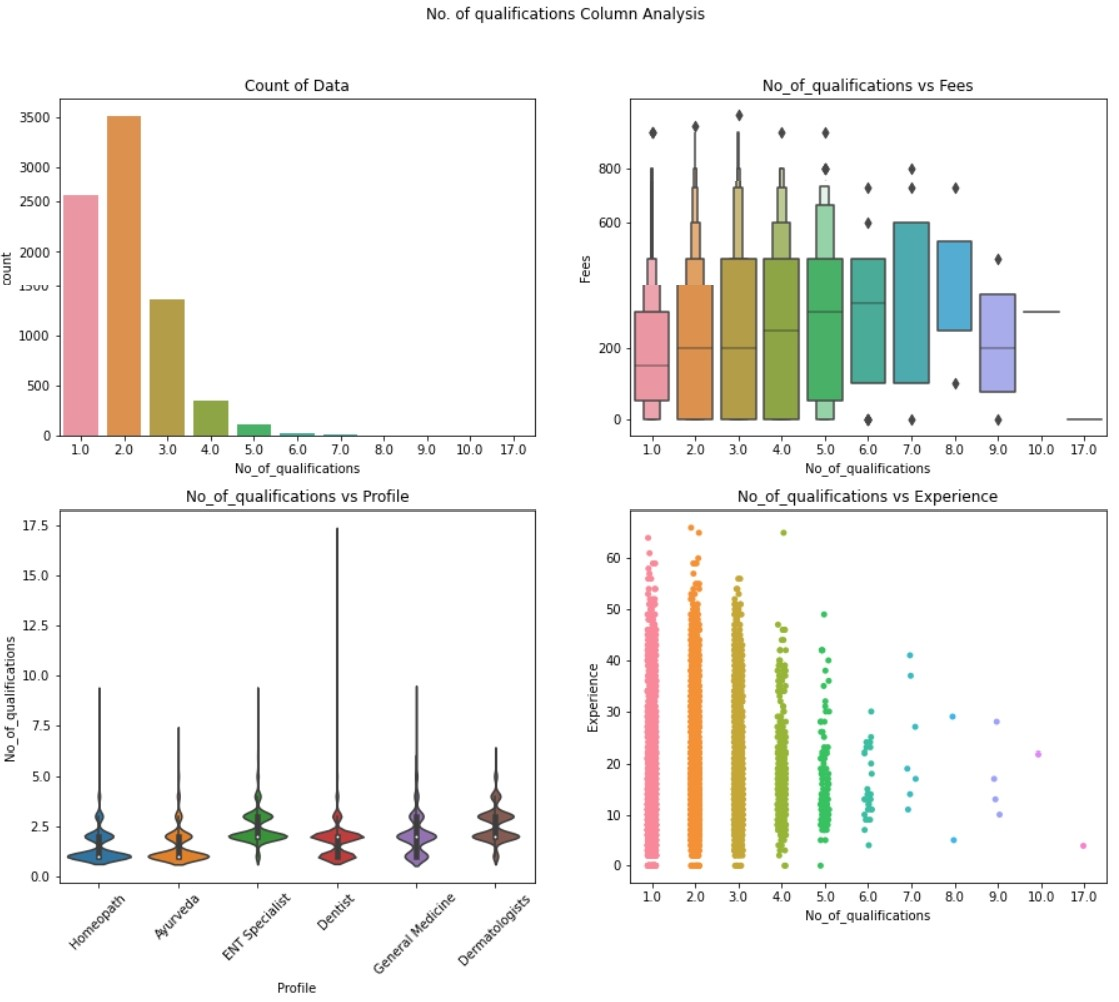 No. of qualifications Column Analysis
Count of Data
3500
3000
2500
2000
1500
1000
500
0
count
1.0 2.0 3.0 4.0 5.0 6.0 7.0 8.0 9.0 10.0 17.0
No_of_qualifications
No_of_qualifications vs Fees
800
600
200
0
Fees
1.0 2.0 3.0 4.0 5.0 6.0 7.0 8.0 9.0 10.0 17.0
No_of_qualifications
No_of_qualifications vs Profile
17.5
15.0
12.5
10.0
7.5
5.0
2.5
0.0
No_of_qualifications
Homeopath
Ayurveda
ENT Specialist
Dentist
General Medicine
Dermatologists
Profile
No_of_qualifications vs Experience
60
50
40
30
20
10
0
Experience
1.0 2.0 3.0 4.0 5.0 6.0 7.0 8.0 9.0 10.0 17.0
No_of_qualifications